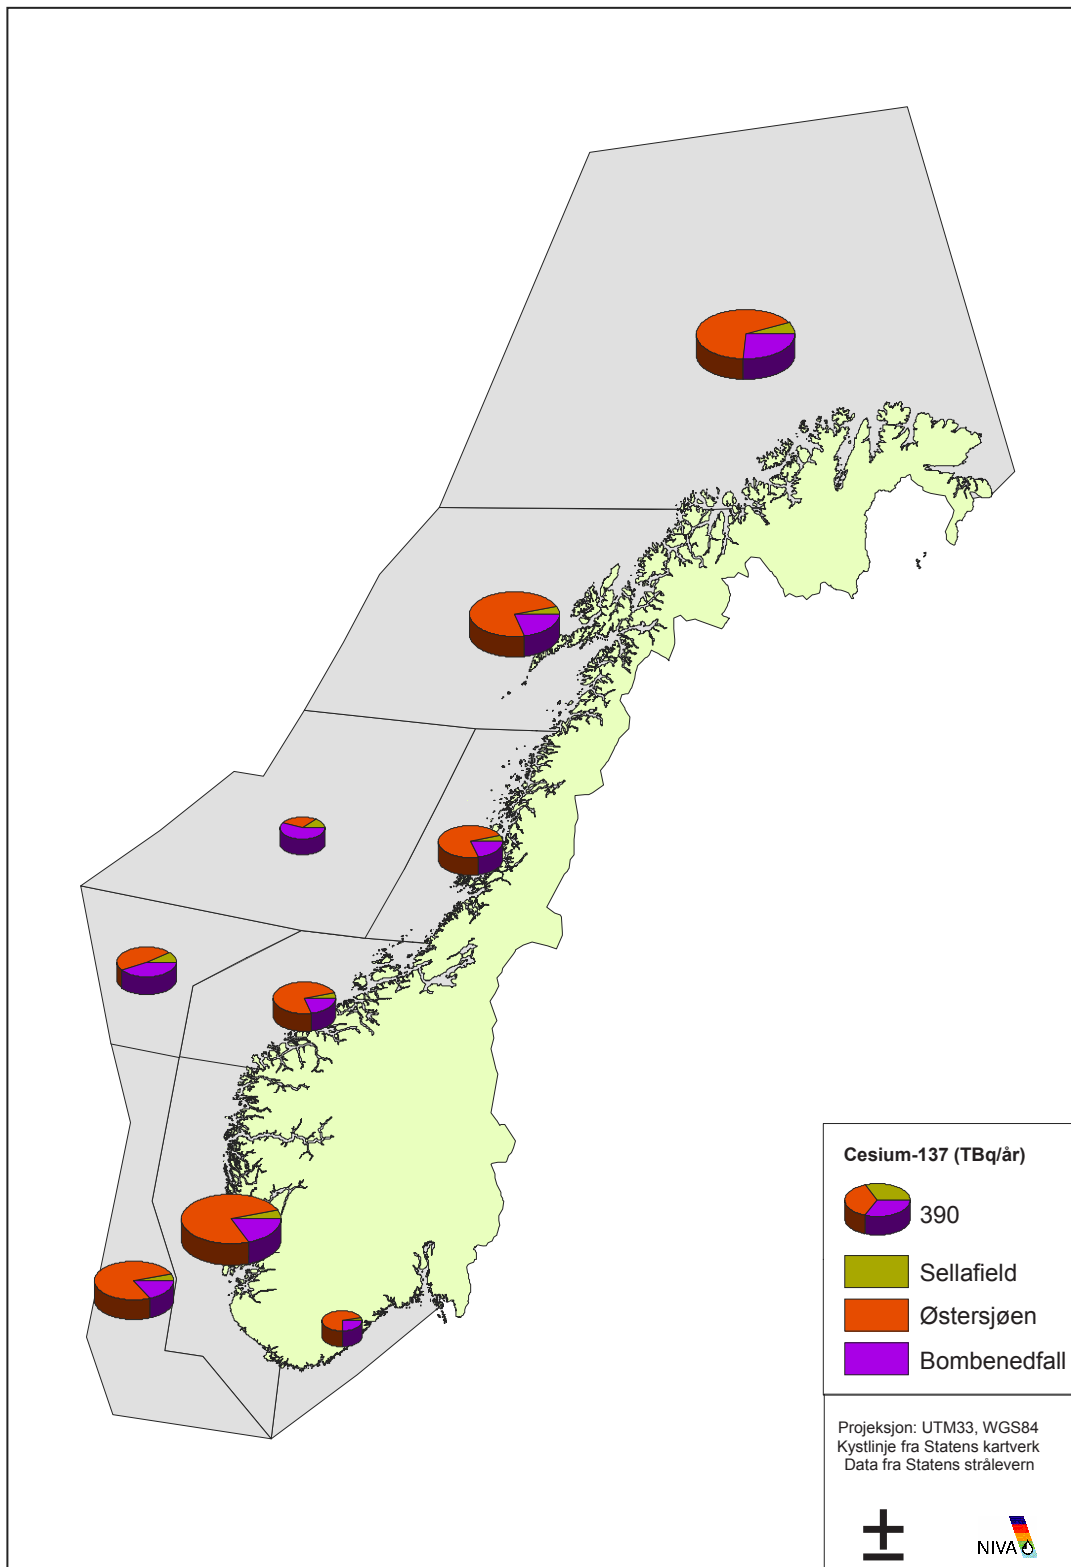 Cesium-137 (TBq/år)
390
Sellafield
Østersjøen
Bombenedfall
Projeksjon: UTM33, WGS84
Kystlinje fra Statens kartverk
Data fra Statens strålevern
NIVA